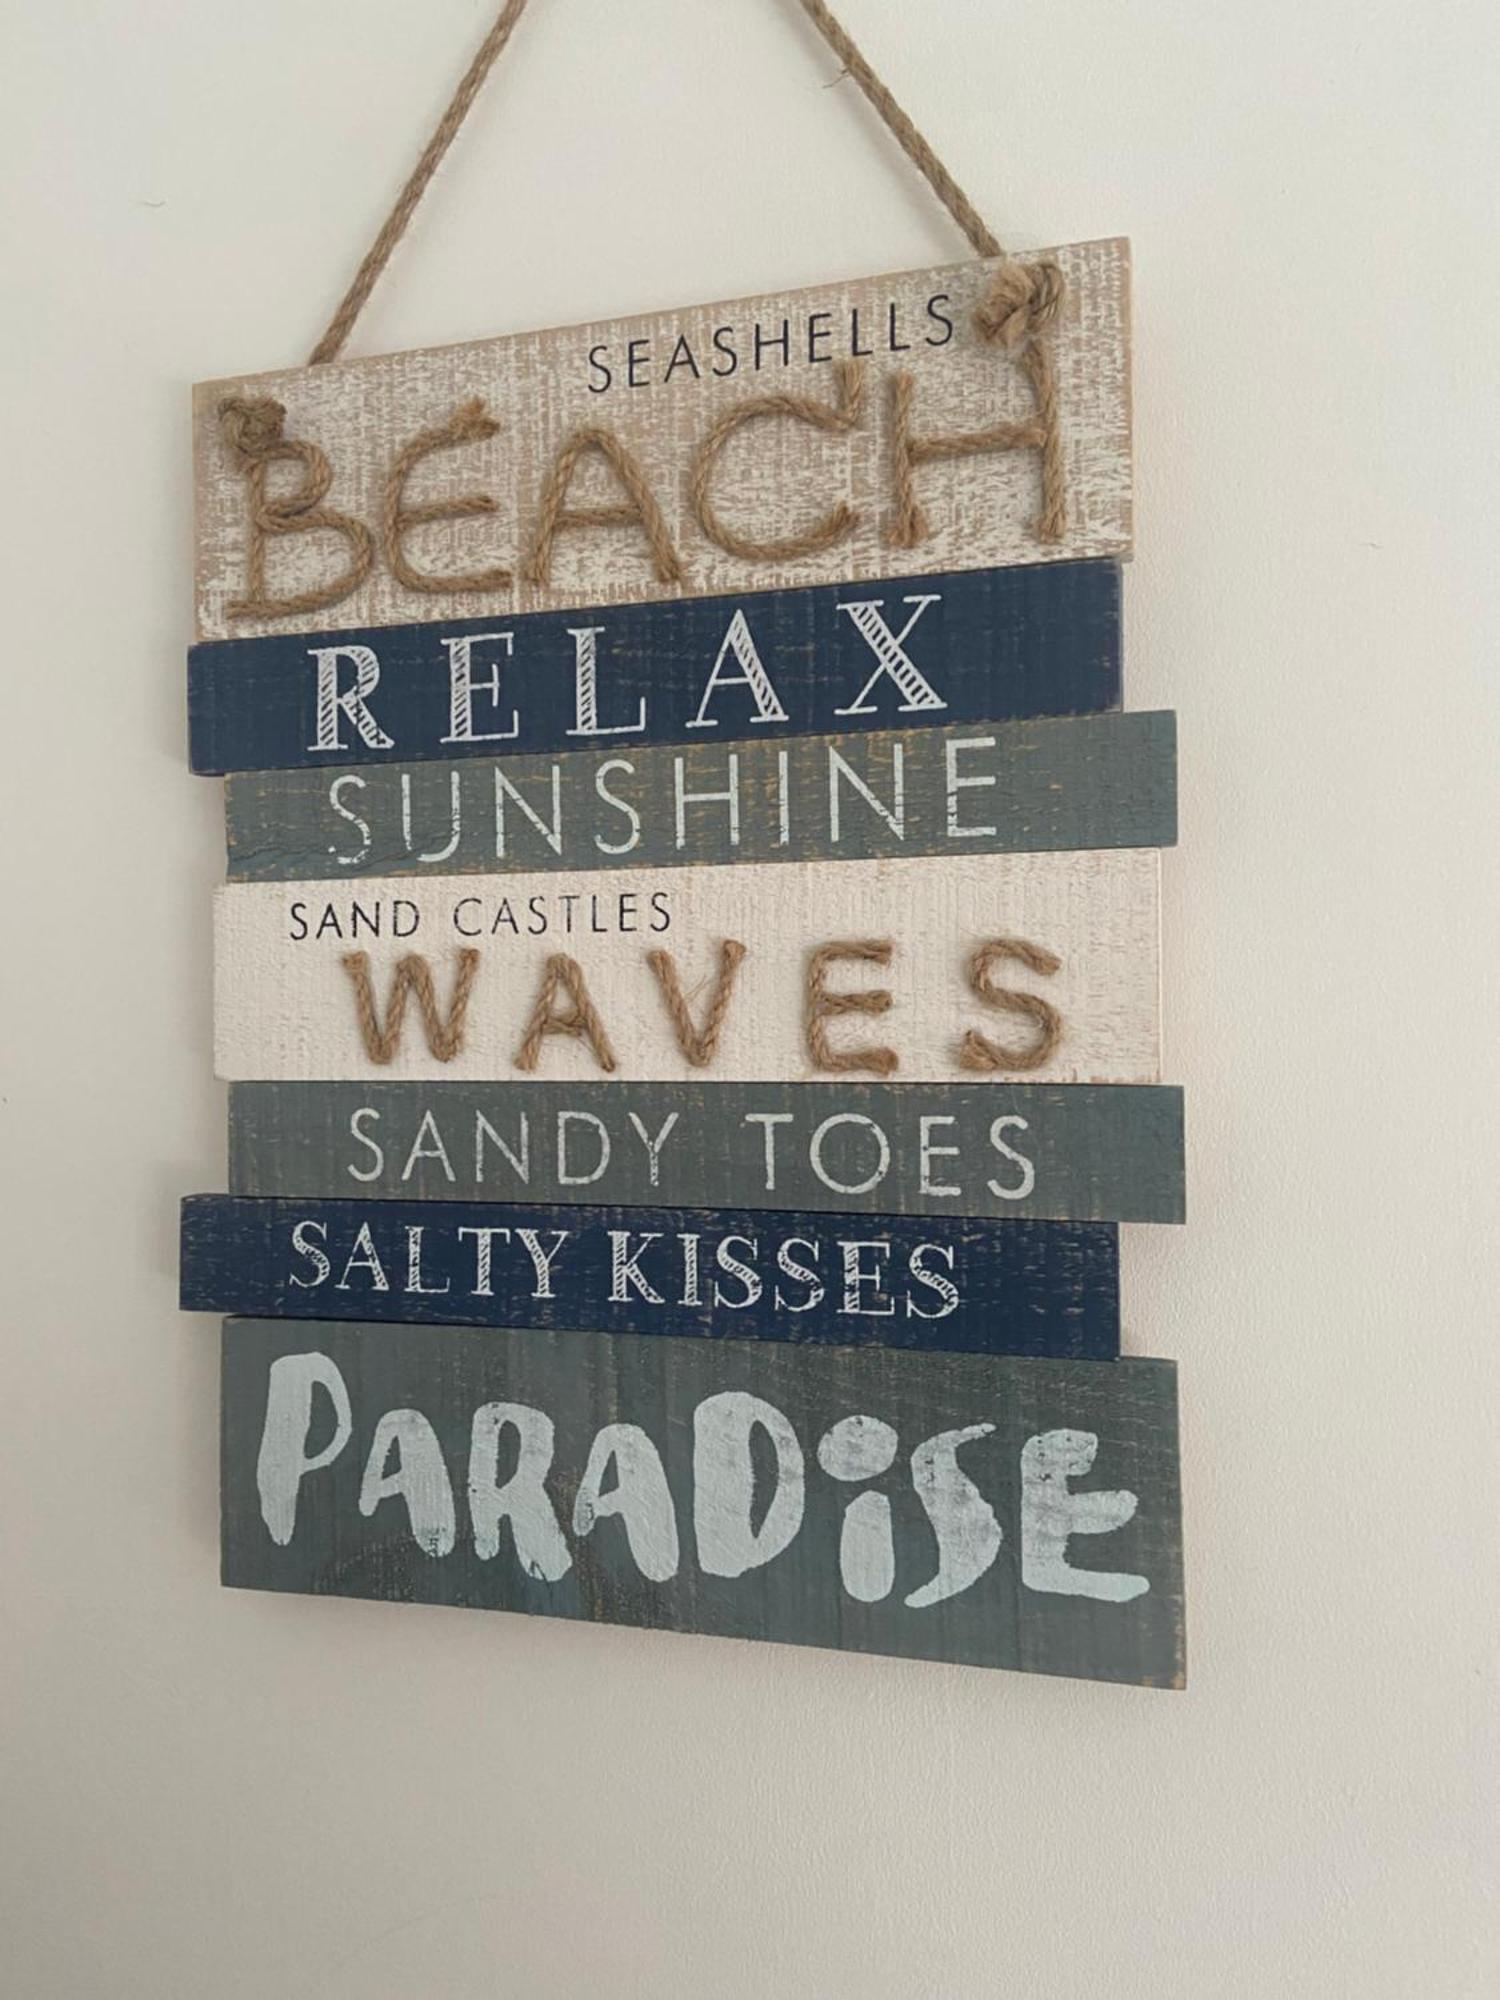 SEASHELLS
BEACH
RELAX
SUNSHINE
SAND CASTLES
WAVES
SANDY TOES
SALTY KISSES
PARADiSE